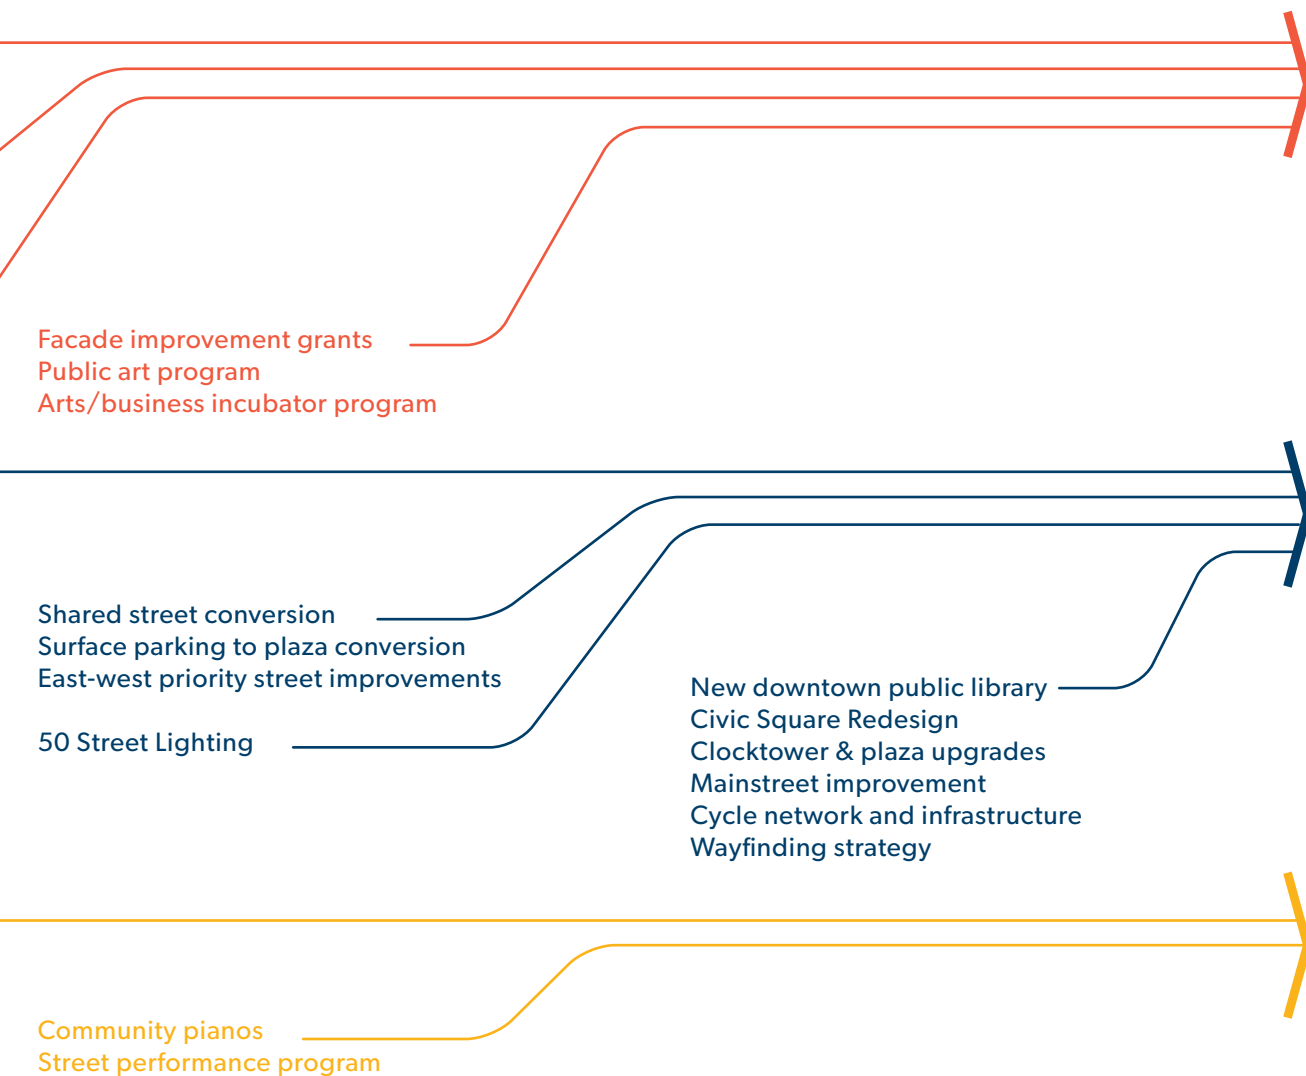 Facade improvement grants
Public art program
Arts/business incubator program
Shared street conversion
Surface parking to plaza conversion
East-west priority street improvements
50 Street Lighting
New downtown public library
Civic Square Redesign
Clocktower & plaza upgrades
Mainstreet improvement
Cycle network and infrastructure
Wayfinding strategy
Community pianos
Street performance program